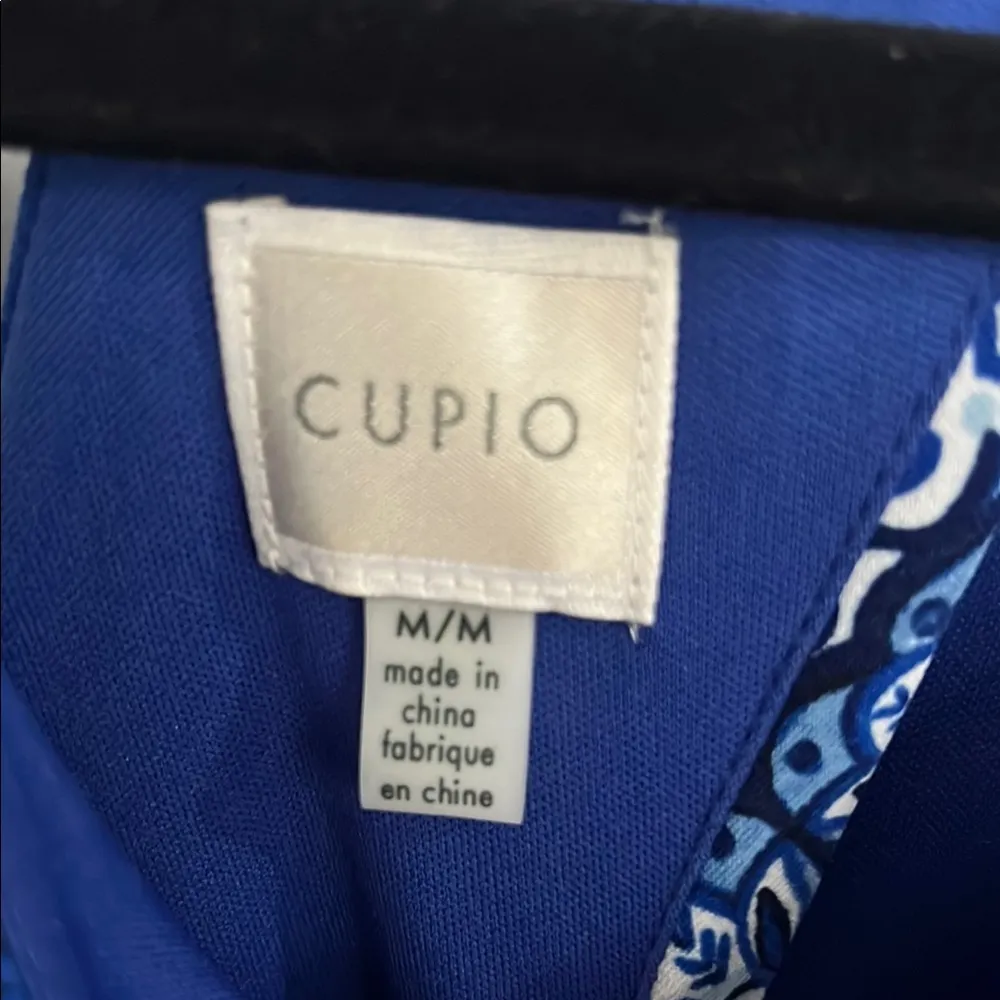 CUPIO
M/M
made in
china
fabrique
en chine